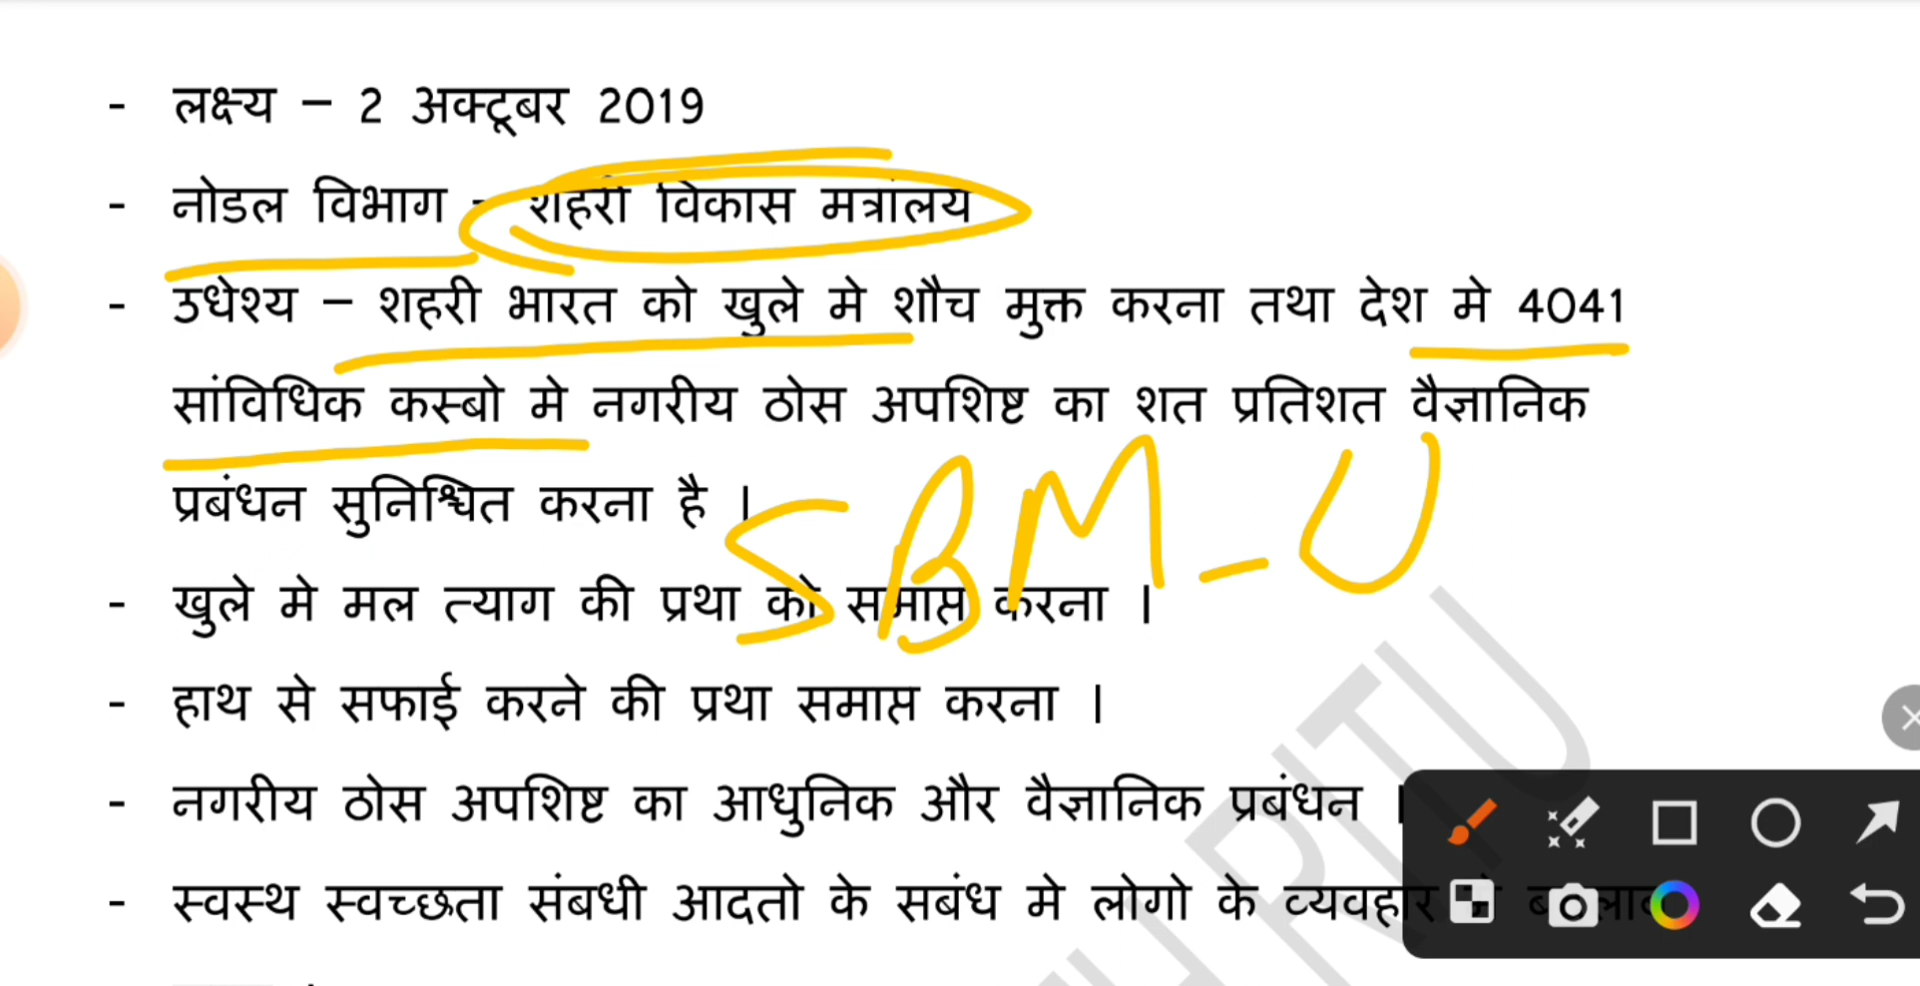 - लक्ष्य – 2 अक्टूबर 2019
- नोडल विभाग - शहरी विकास मत्रांलय
- उधेश्य – शहरी भारत को खुले मे शौच मुक्त करना तथा देश मे 4041
सांविधिक कस्बो मे नगरीय ठोस अपशिष्ट का शत प्रतिशत वैज्ञानिक
प्रबंधन सुनिश्चित करना है ।
SBM-U
- खुले मे मल त्याग की प्रथा को समाप्त करना ।
- हाथ से सफाई करने की प्रथा समाप्त करना ।
- नगरीय ठोस अपशिष्ट का आधुनिक और वैज्ञानिक प्रबंधन ।
- स्वस्थ स्वच्छता संबधी आदतो के सबंध मे लोगो के व्यवहार
RITU